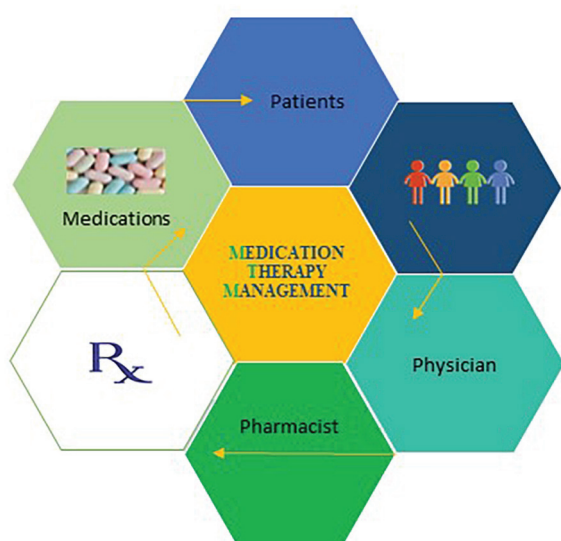 Patients
Medications
MEDICATION
THERAPY
MANAGEMENT
Rx
Physician
Pharmacist